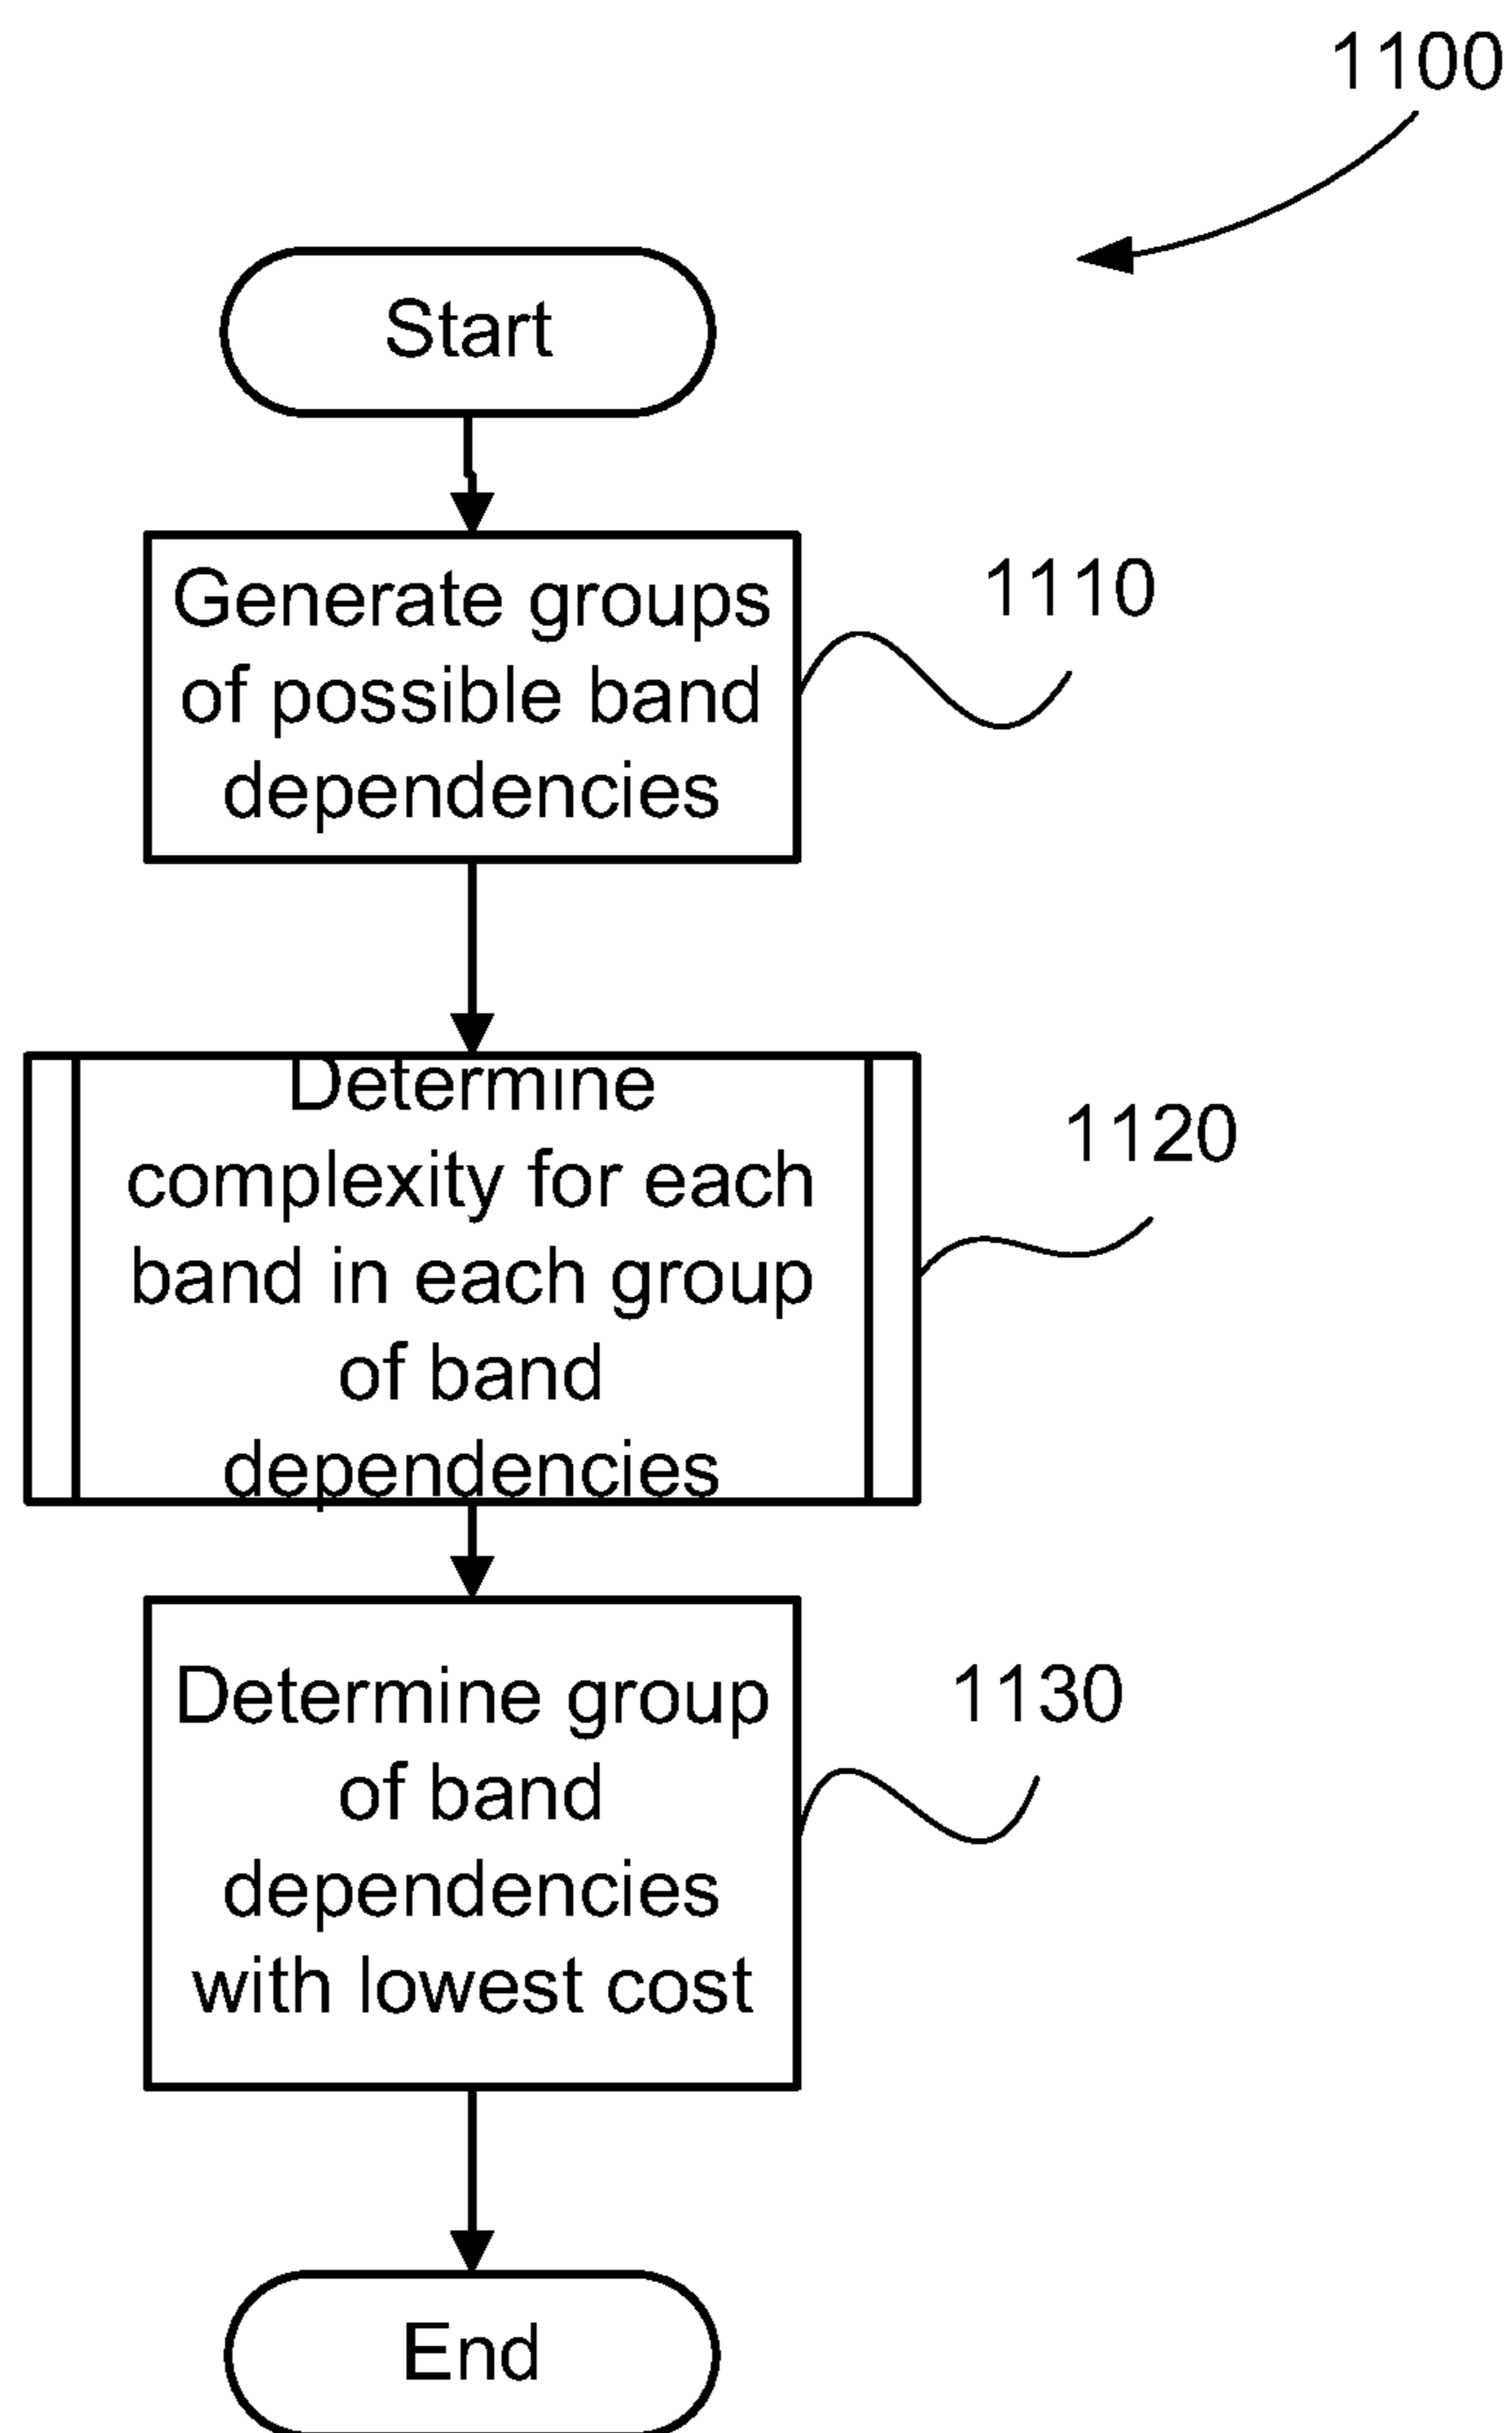 1100
Start
Generate groups
of possible band
dependencies
1110
Determine
complexity for each
band in each group
of band
dependencies
1120
Determine group
of band
dependencies
with lowest cost
1130
End